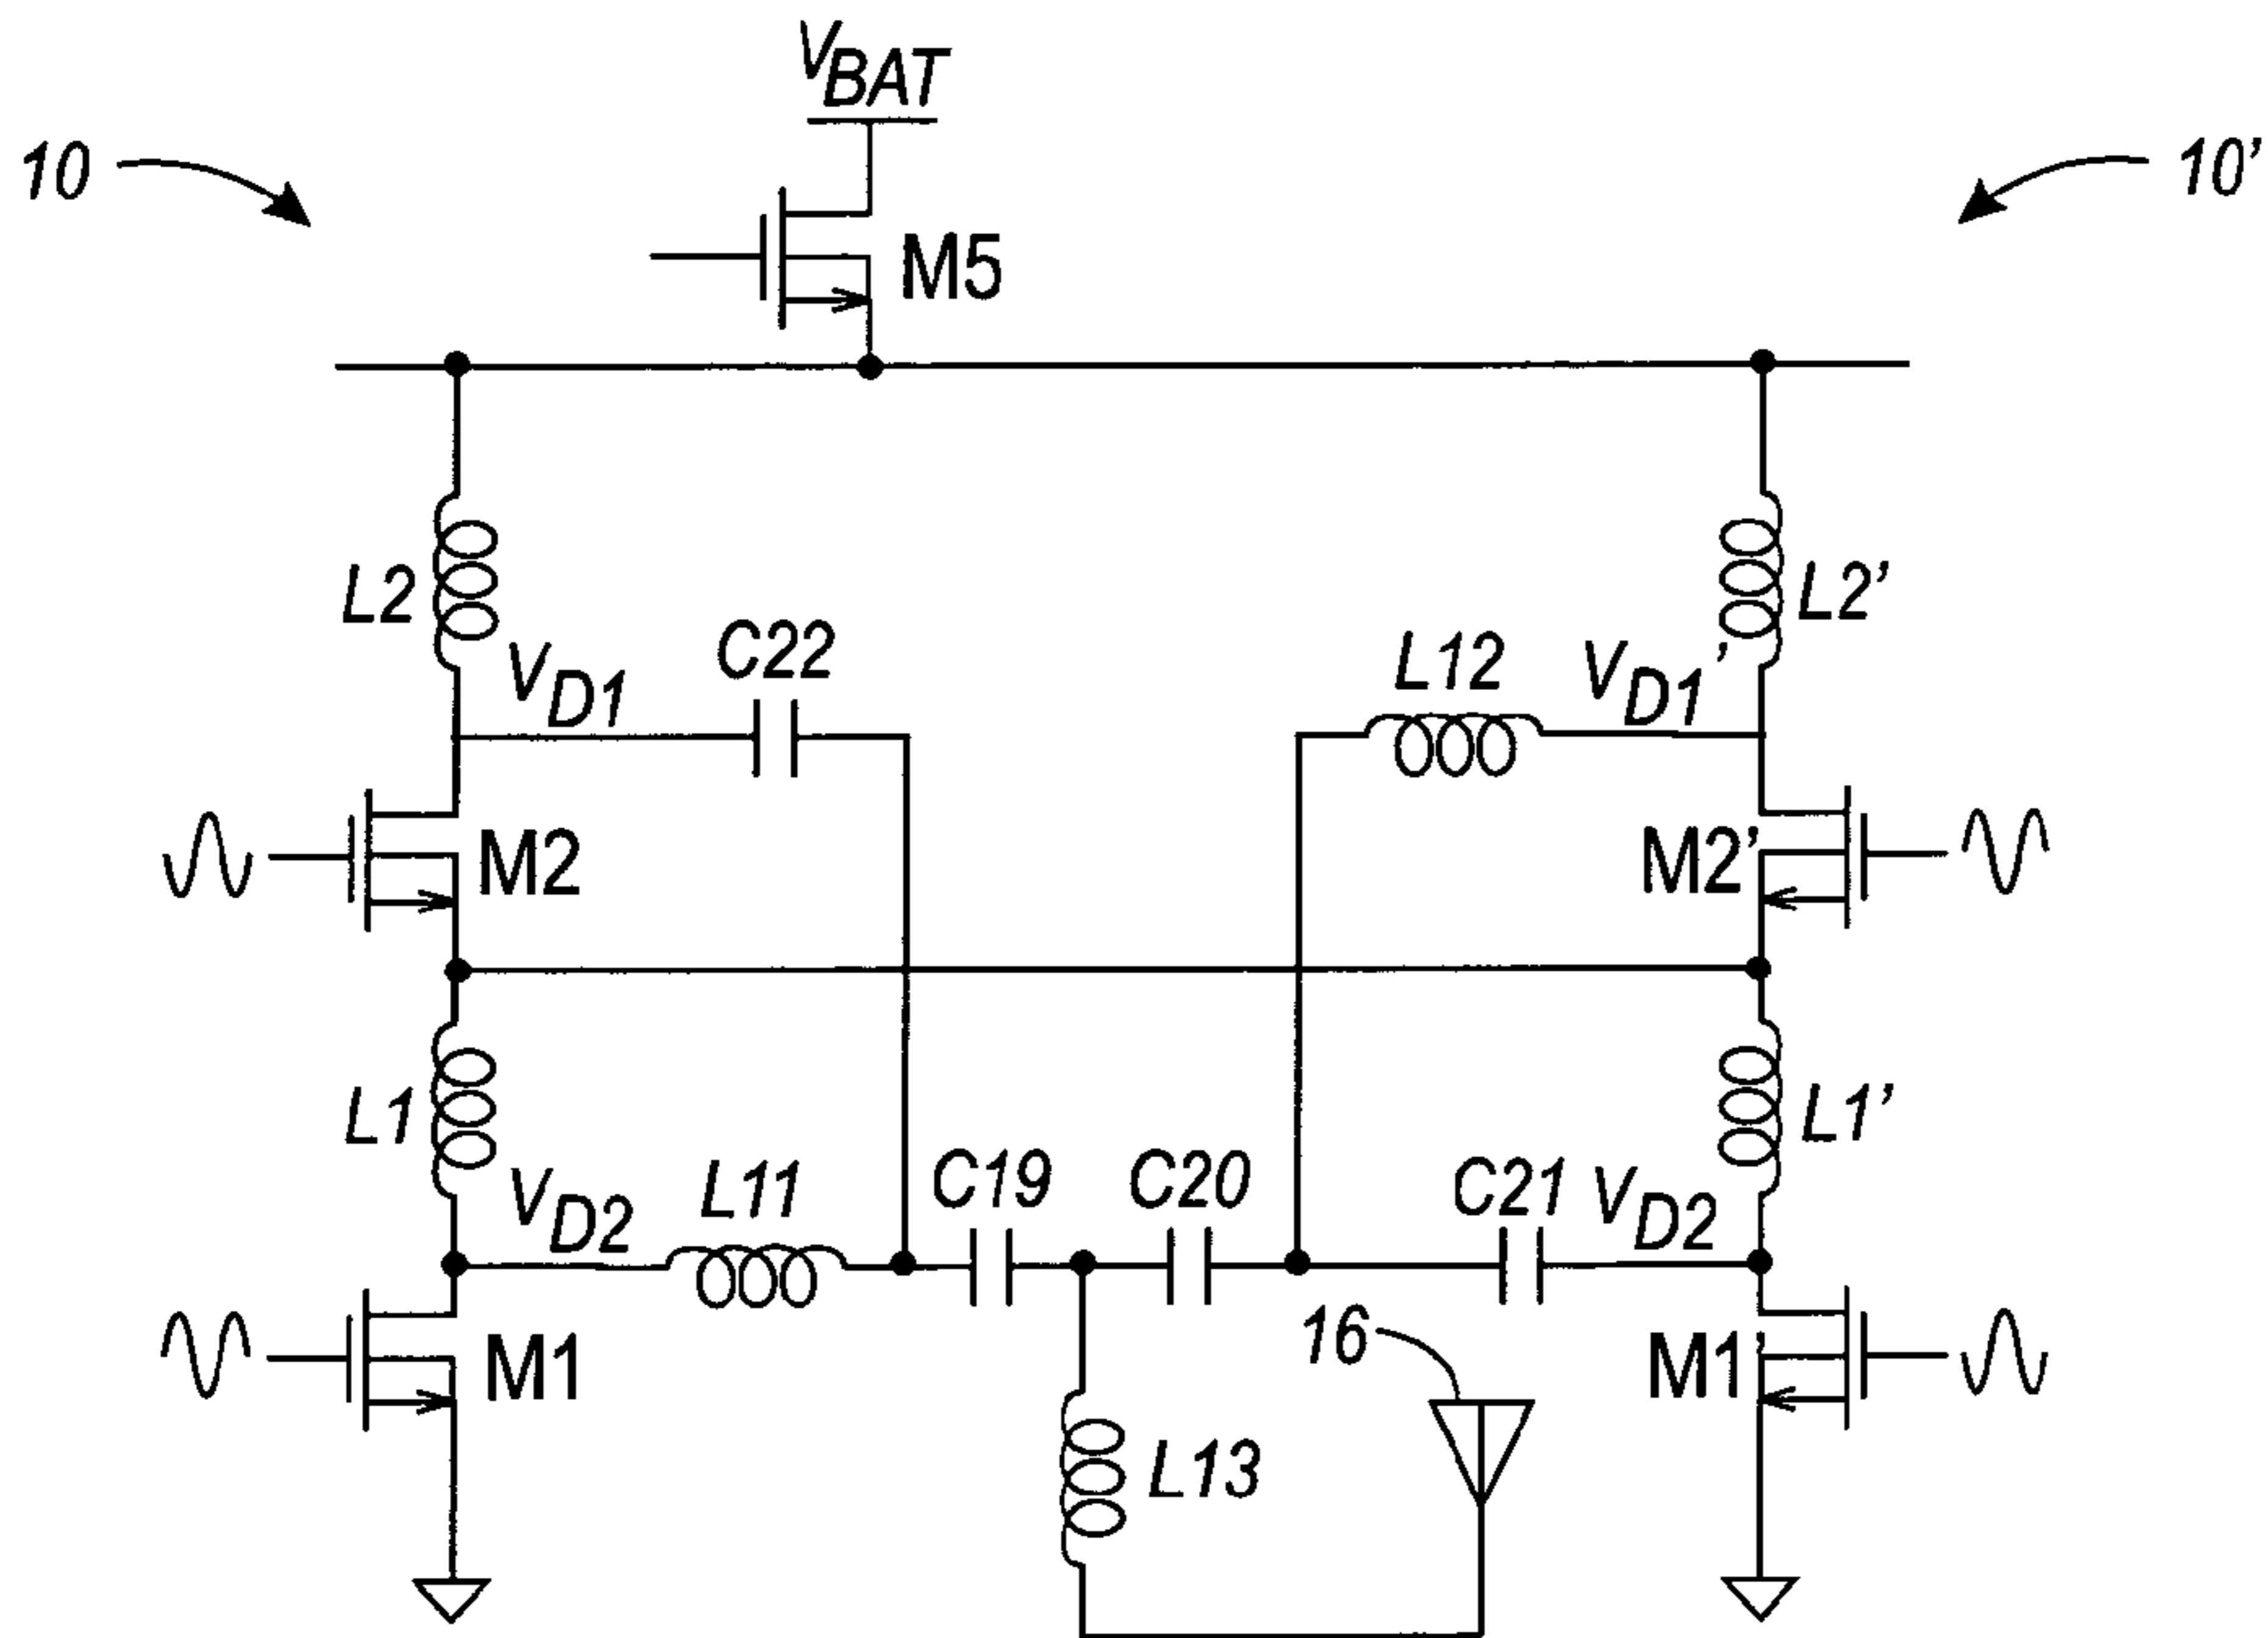 VBAT
10
10'
M5
L2
L2'
VD1
C22
L12
VD1'
M2
M2'
L1
L1'
VD2
L11
C19
C20
C21
VD2
M1
16
M1'
L13